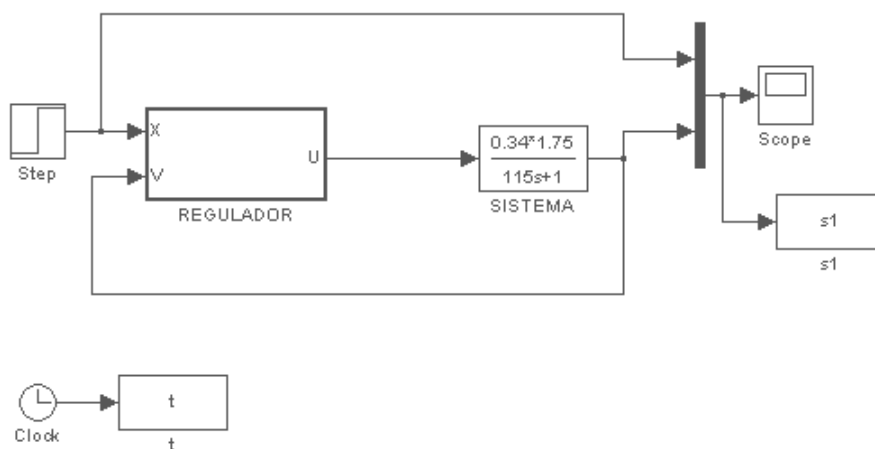 Step
X
V
U
REGULADOR
0.34*1.75
115s+1
SISTEMA
Scope
s1
s1
Clock
t
t